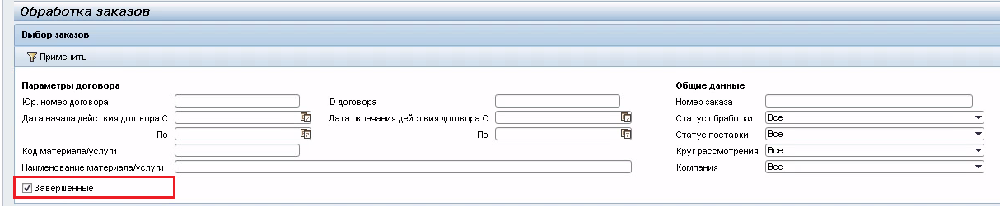 Обработка заказов
Выбор заказов
Применить
Параметры договора Общие данные
Юр. номер договора ID договора Номер заказа
Дата начала действия договора С Дата окончания действия договора С Статус обработки Все
По По Статус поставки Все
Код материала/услуги Круг рассмотрения Все
Наименование материала/услуги Компания Все
Завершенные